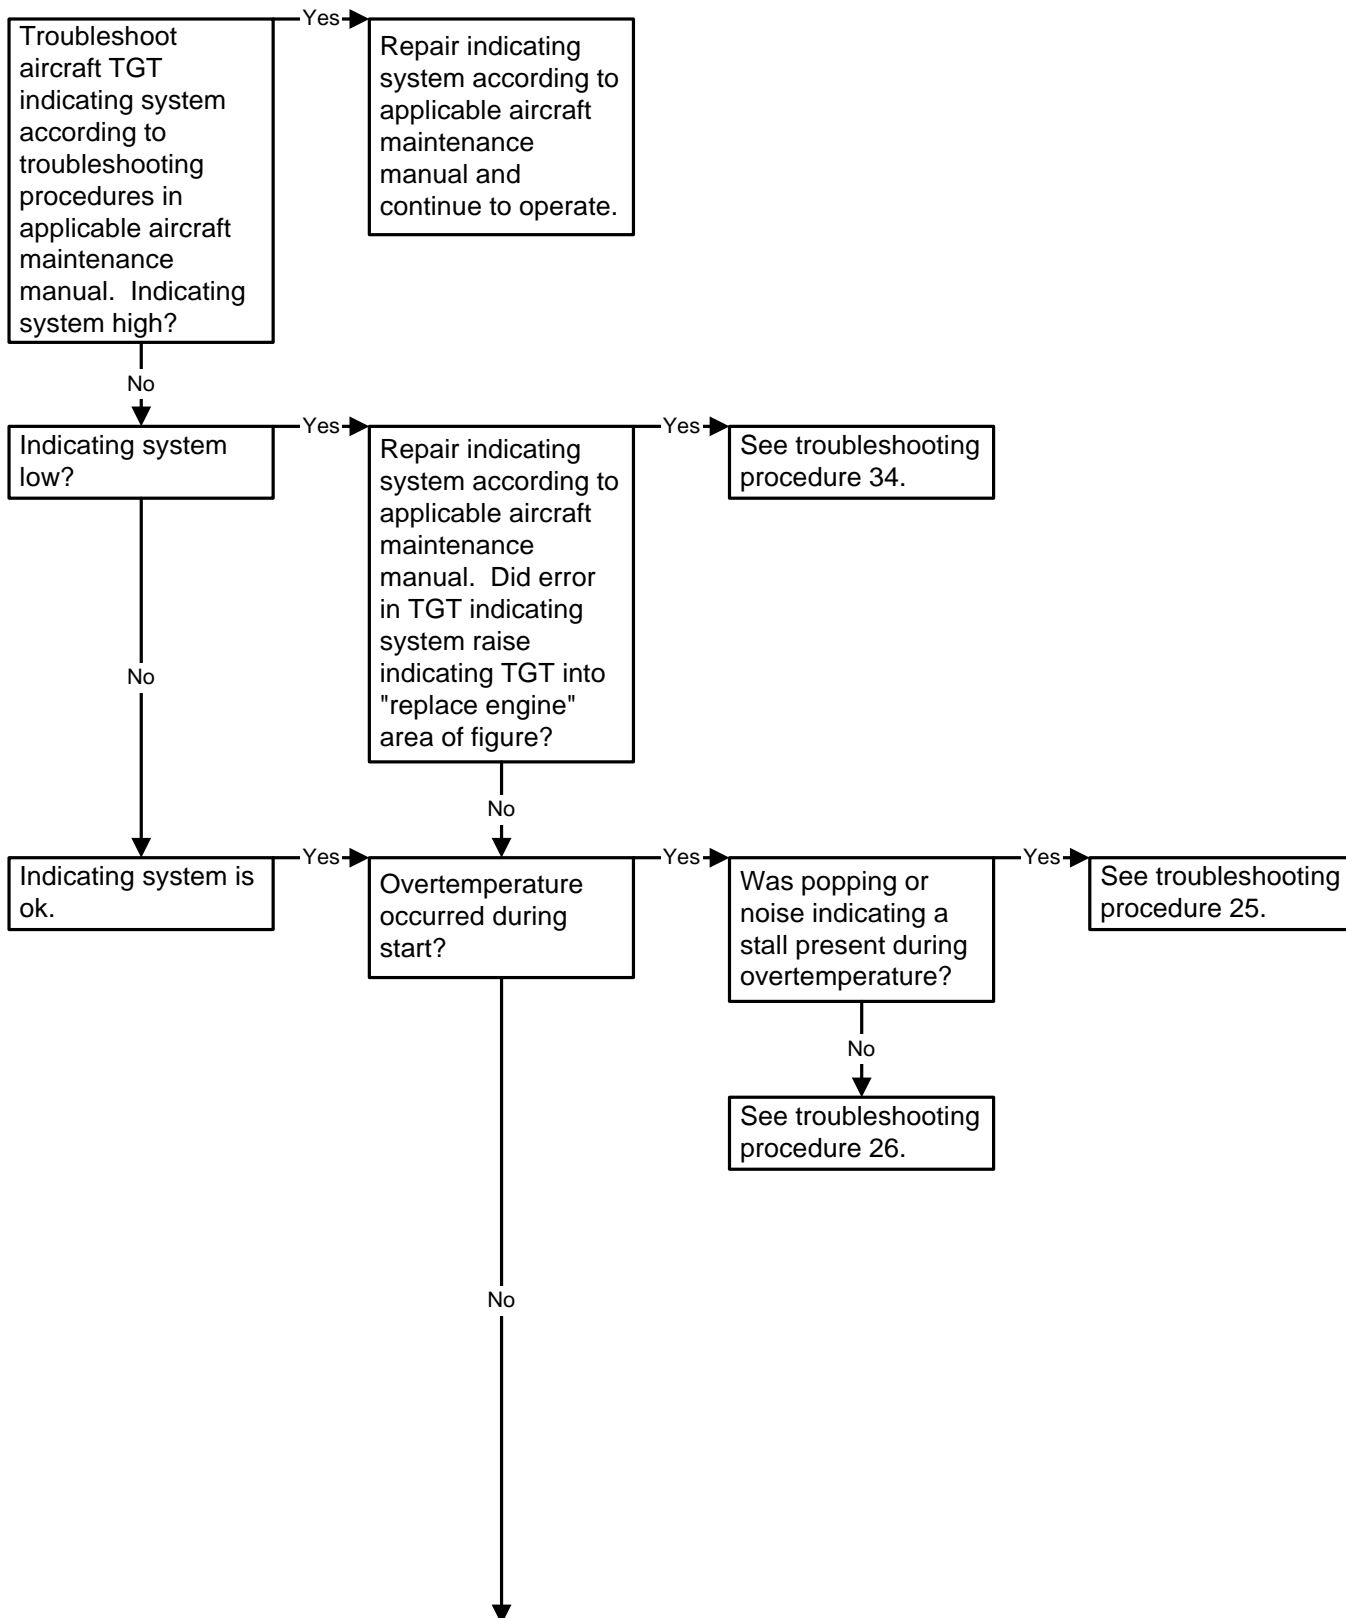 Troubleshoot
aircraft TGT
indicating system
according to
troubleshooting
procedures in
applicable aircraft
maintenance
manual.  Indicating
system high?
Yes
Repair indicating
system according to
applicable aircraft
maintenance
manual and
continue to operate.
No
Indicating system
low?
Yes
Repair indicating
system according to
applicable aircraft
maintenance
manual.  Did error
in TGT indicating
system raise
indicating TGT into
"replace engine"
area of figure?
Yes
See troubleshooting
procedure 34.
No
No
Indicating system is
ok.
Yes
Overtemperature
occurred during
start?
Yes
Was popping or
noise indicating a
stall present during
overtemperature?
Yes
See troubleshooting
procedure 25.
No
See troubleshooting
procedure 26.
No